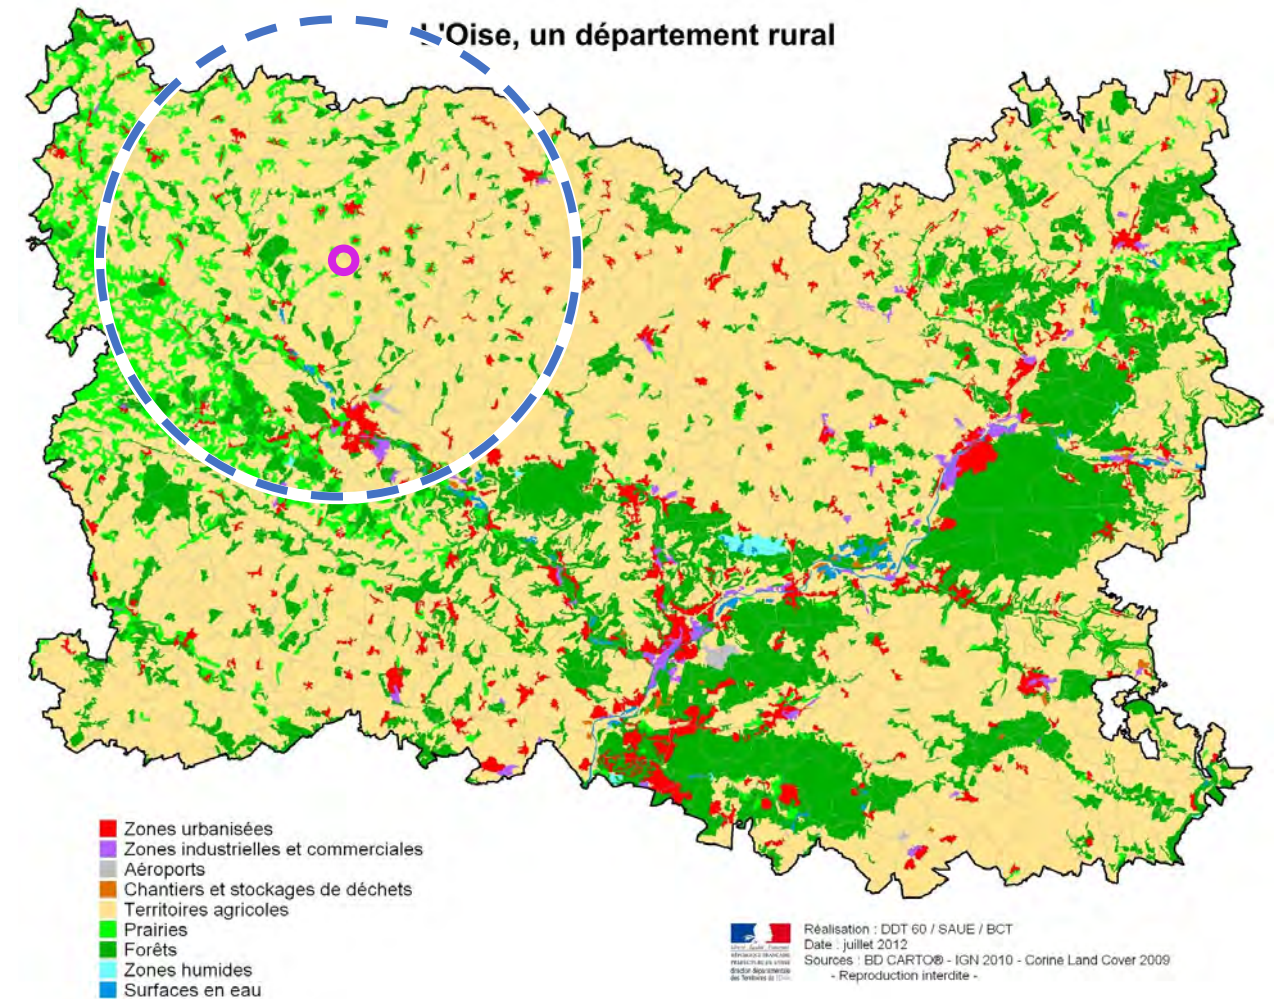 L'Oise, un département rural
Zones urbanisées
Zones industrielles et commerciales
Aéroports
Chantiers et stockages de déchets
Territoires agricoles
Prairies
Forêts
Zones humides
Surfaces en eau
Réalisation : DDT 60 / SAUE / BCT
Date : juillet 2012
Sources : BD CARTO® - IGN 2010 - Corine Land Cover 2009
- Reproduction interdite -